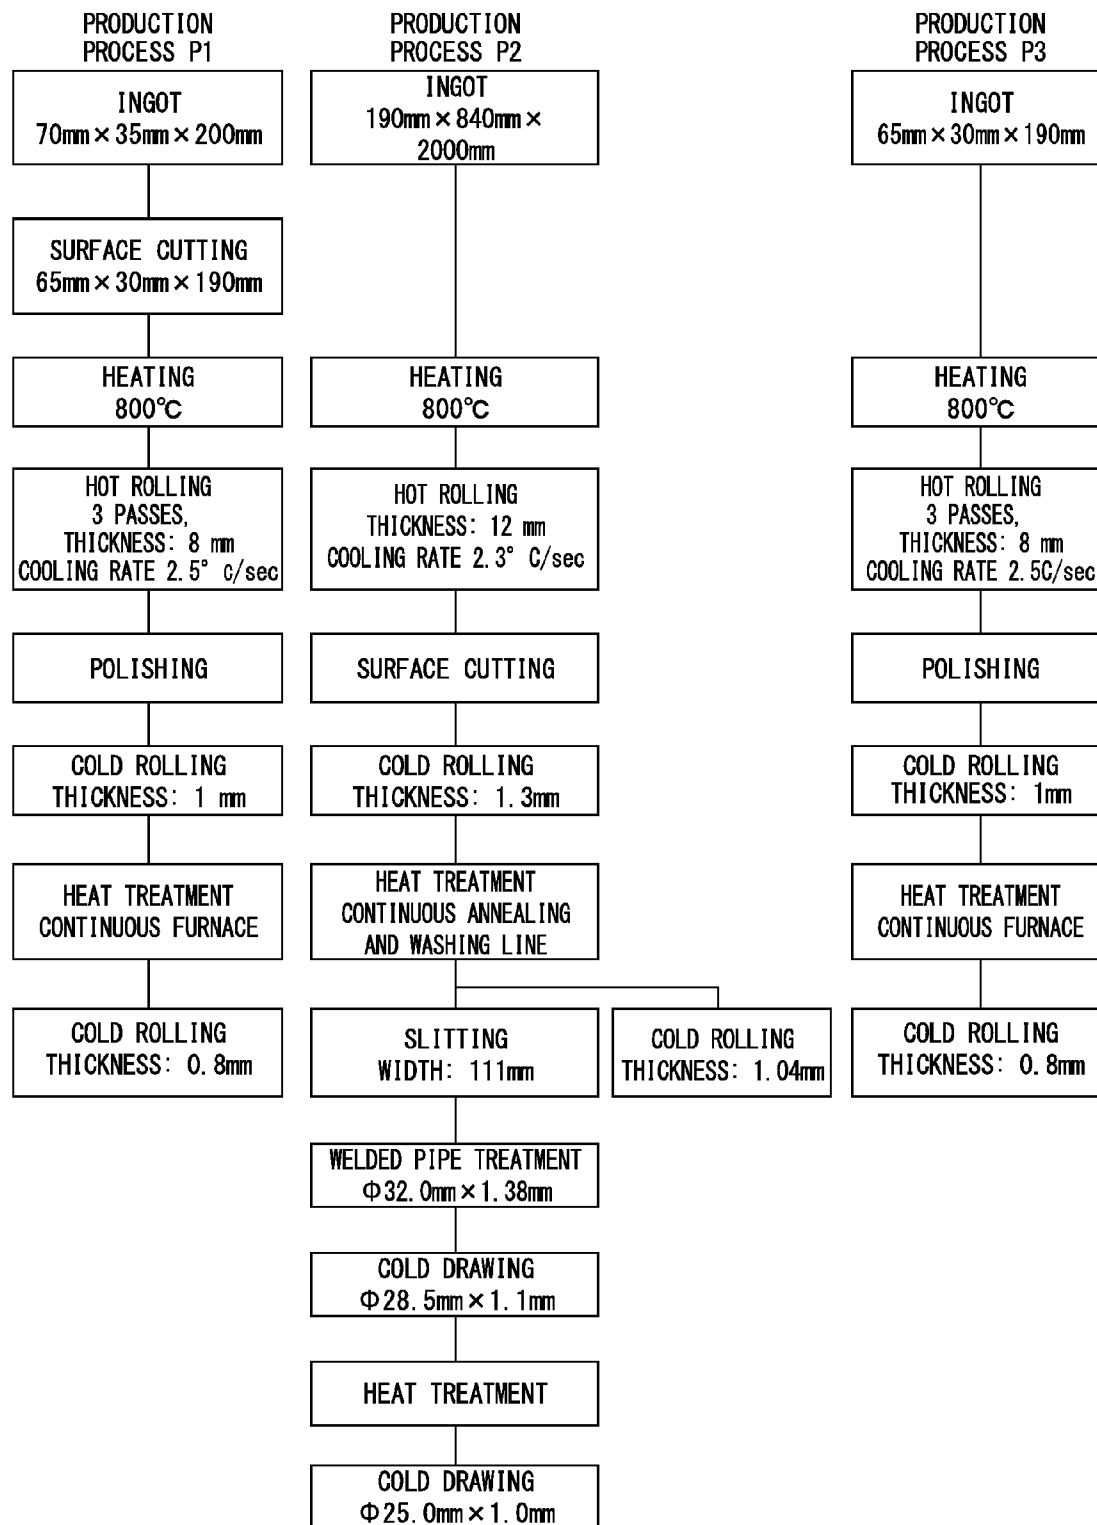 PRODUCTION
PROCESS P1
INGOT
70mm×35mm×200mm
SURFACE CUTTING
65mm×30mm×190mm
HEATING
800℃
HOT ROLLING
3 PASSES,
THICKNESS: 8 mm
COOLING RATE 2.5° c/sec
POLISHING
COLD ROLLING
THICKNESS: 1 mm
HEAT TREATMENT
CONTINUOUS FURNACE
COLD ROLLING
THICKNESS: 0.8mm
PRODUCTION
PROCESS P2
INGOT
190mm×840mm×
2000mm
HEATING
800℃
HOT ROLLING
THICKNESS: 12 mm
COOLING RATE 2.3° C/sec
SURFACE CUTTING
COLD ROLLING
THICKNESS: 1.3mm
HEAT TREATMENT
CONTINUOUS ANNEALING
AND WASHING LINE
SLITTING
WIDTH: 111mm
WELDED PIPE TREATMENT
Φ32.0mm×1.38mm
COLD DRAWING
Φ28.5mm×1.1mm
HEAT TREATMENT
COLD DRAWING
Φ25.0mm×1.0mm
COLD ROLLING
THICKNESS: 1.04mm
PRODUCTION
PROCESS P3
INGOT
65mm×30mm×190mm
HEATING
800℃
HOT ROLLING
3 PASSES,
THICKNESS: 8 mm
COOLING RATE 2.5C/sec
POLISHING
COLD ROLLING
THICKNESS: 1mm
HEAT TREATMENT
CONTINUOUS FURNACE
COLD ROLLING
THICKNESS: 0.8mm